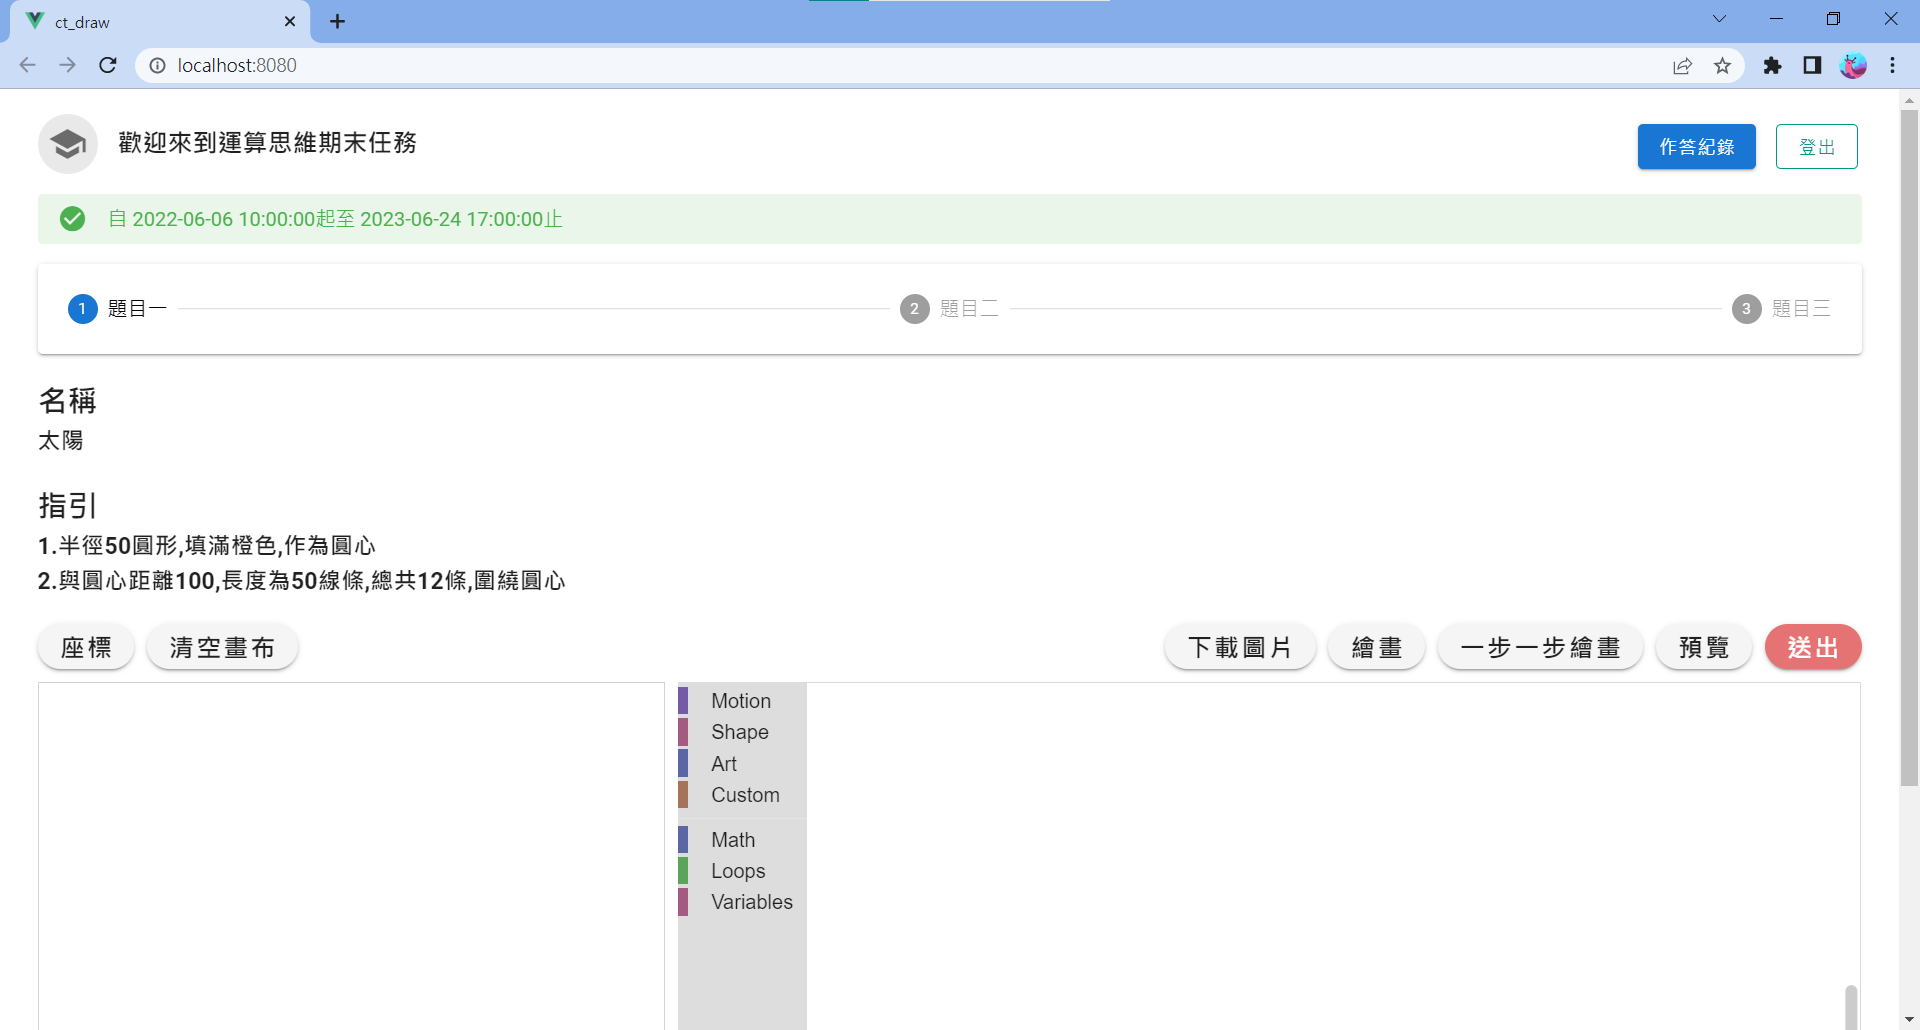 ct_draw
localhost:8080
歡迎來到運算思維期末任務
作答紀錄
登出
自 2022-06-06 10:00:00起至 2023-06-24 17:00:00止
1 題目一
2 題目二
3 題目三
名稱
太陽
指引
1.半徑50圓形,填滿橙色,作為圓心
2.與圓心距離100,長度為50線條,總共12條,圍繞圓心
座標
清空畫布
下載圖片
繪畫
一步一步繪畫
預覽
送出
Motion
Shape
Art
Custom
Math
Loops
Variables